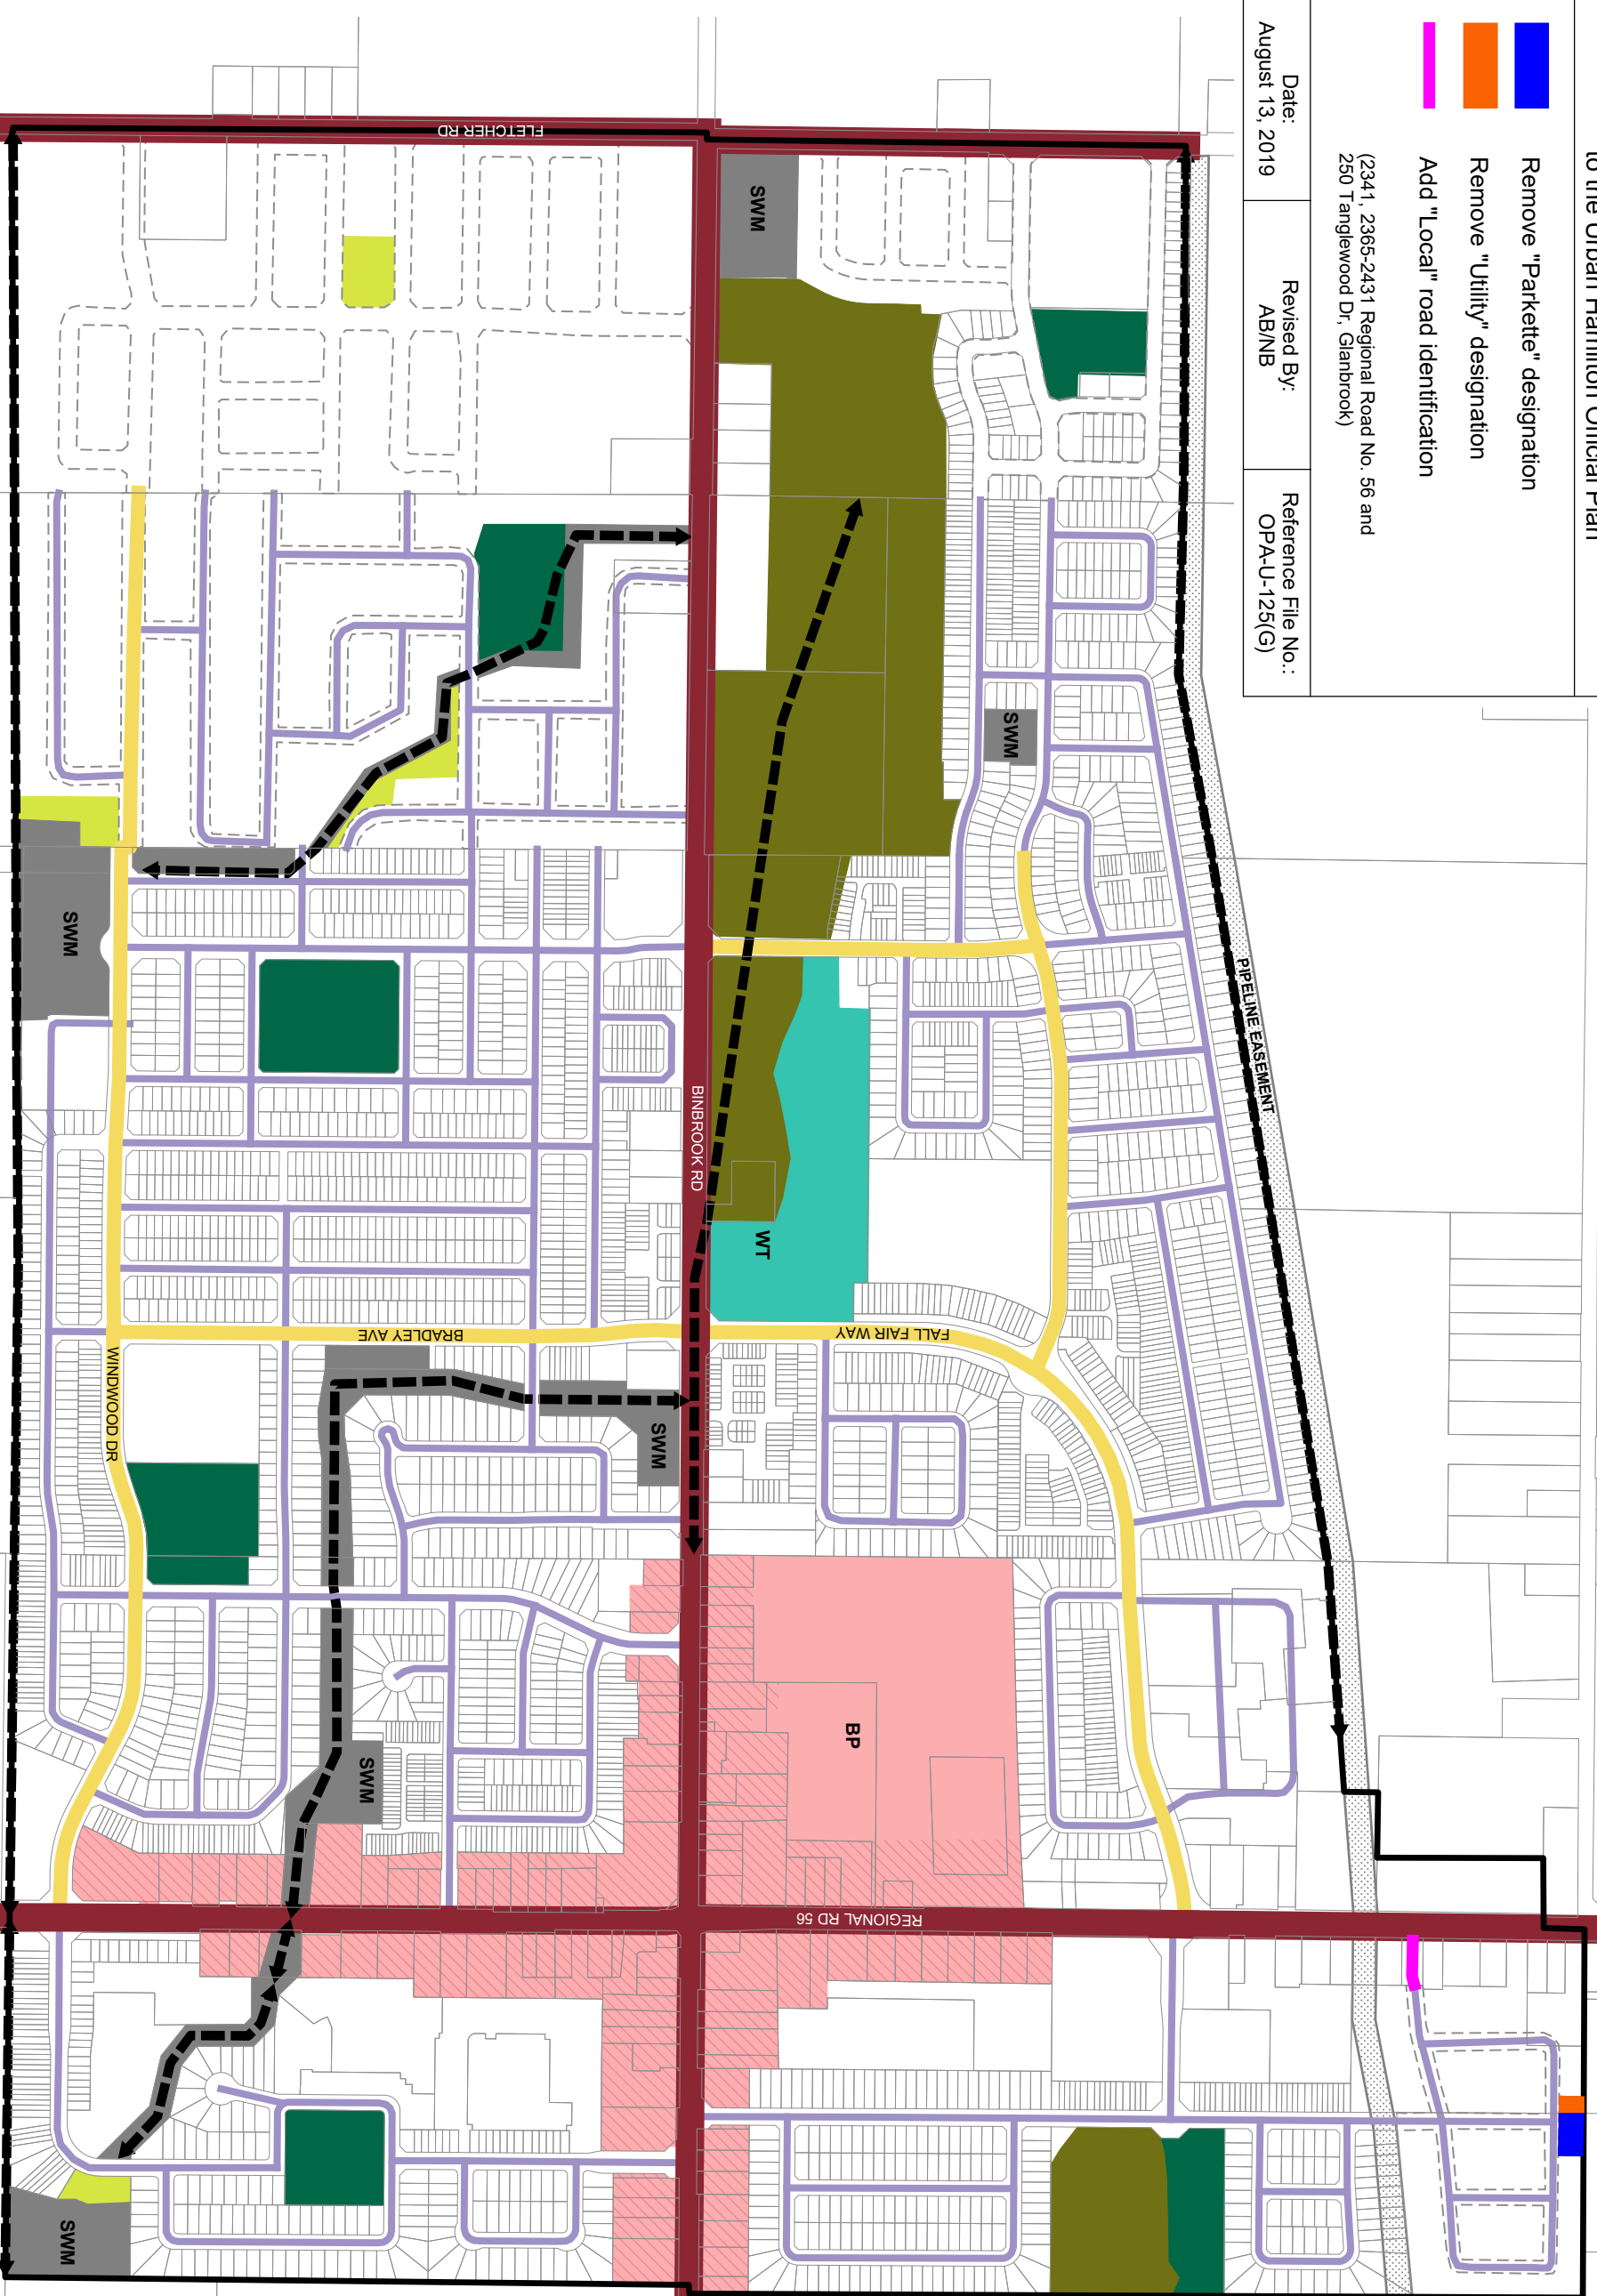 to the Urban Hamilton Official Plan
Remove "Parkette" designation
Remove "Utility" designation
Add "Local" road identification
(2341, 2365-2431 Regional Road No. 56 and
250 Tanglewood Dr, Glanbrook)
Date:
August 13, 2019
Revised By:
AB/NB
Reference File No.:
OPA-U-125(G)
FLETCHER RD
SWM
SWM
PIPELINE EASEMENT
SWM
BINBROOK RD
WT
BRADLEY AVE
FALL FAIR WAY
WINDWOOD DR
SWM
BP
SWM
REGIONAL RD 56
SWM